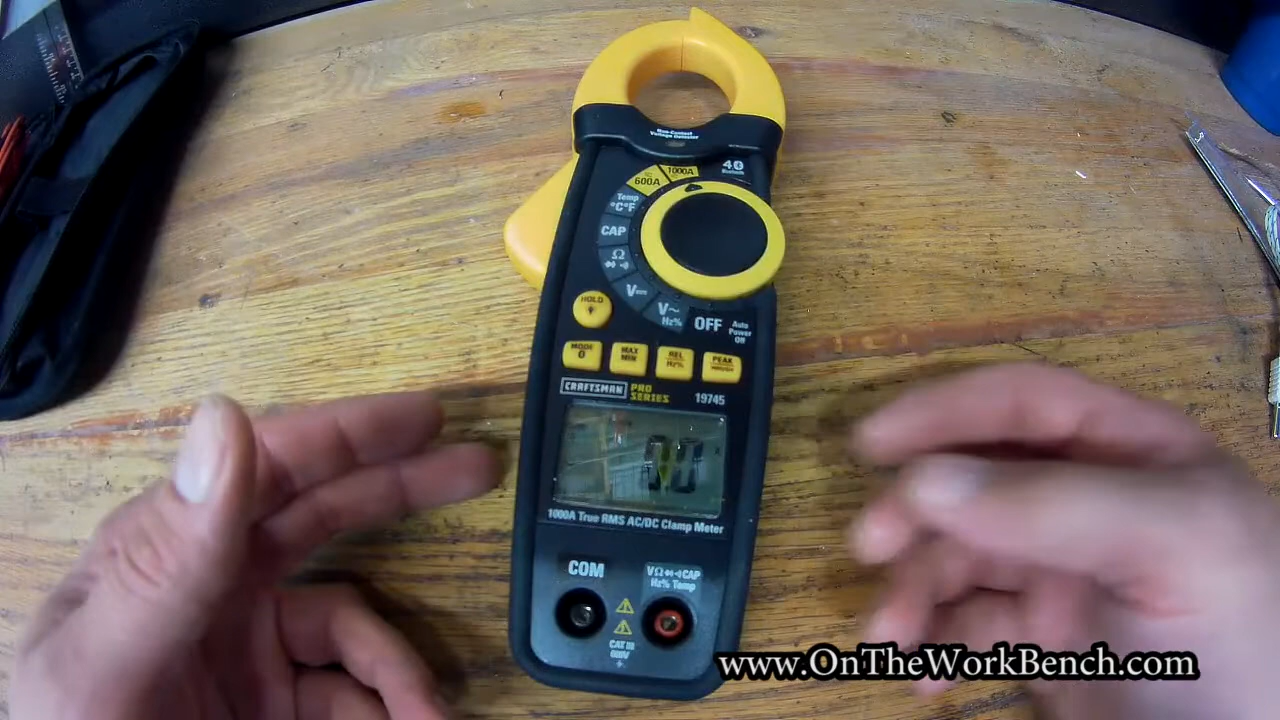 Non-Contact
Voltage Detector
1000A
600A
40
Temp
°C°F
CAP
Ω
V
V~
Hz%
OFF
Auto
Power
Off
HOLD
MODE
MAX
MIN
REL
Hz%
PEAK
CRAFTSMAN PRO SERIES 19745
1000A True RMS AC/DC Clamp Meter
COM
VΩ CAP
Hz% Temp
CAT III
600V
www.OnTheWorkBench.com